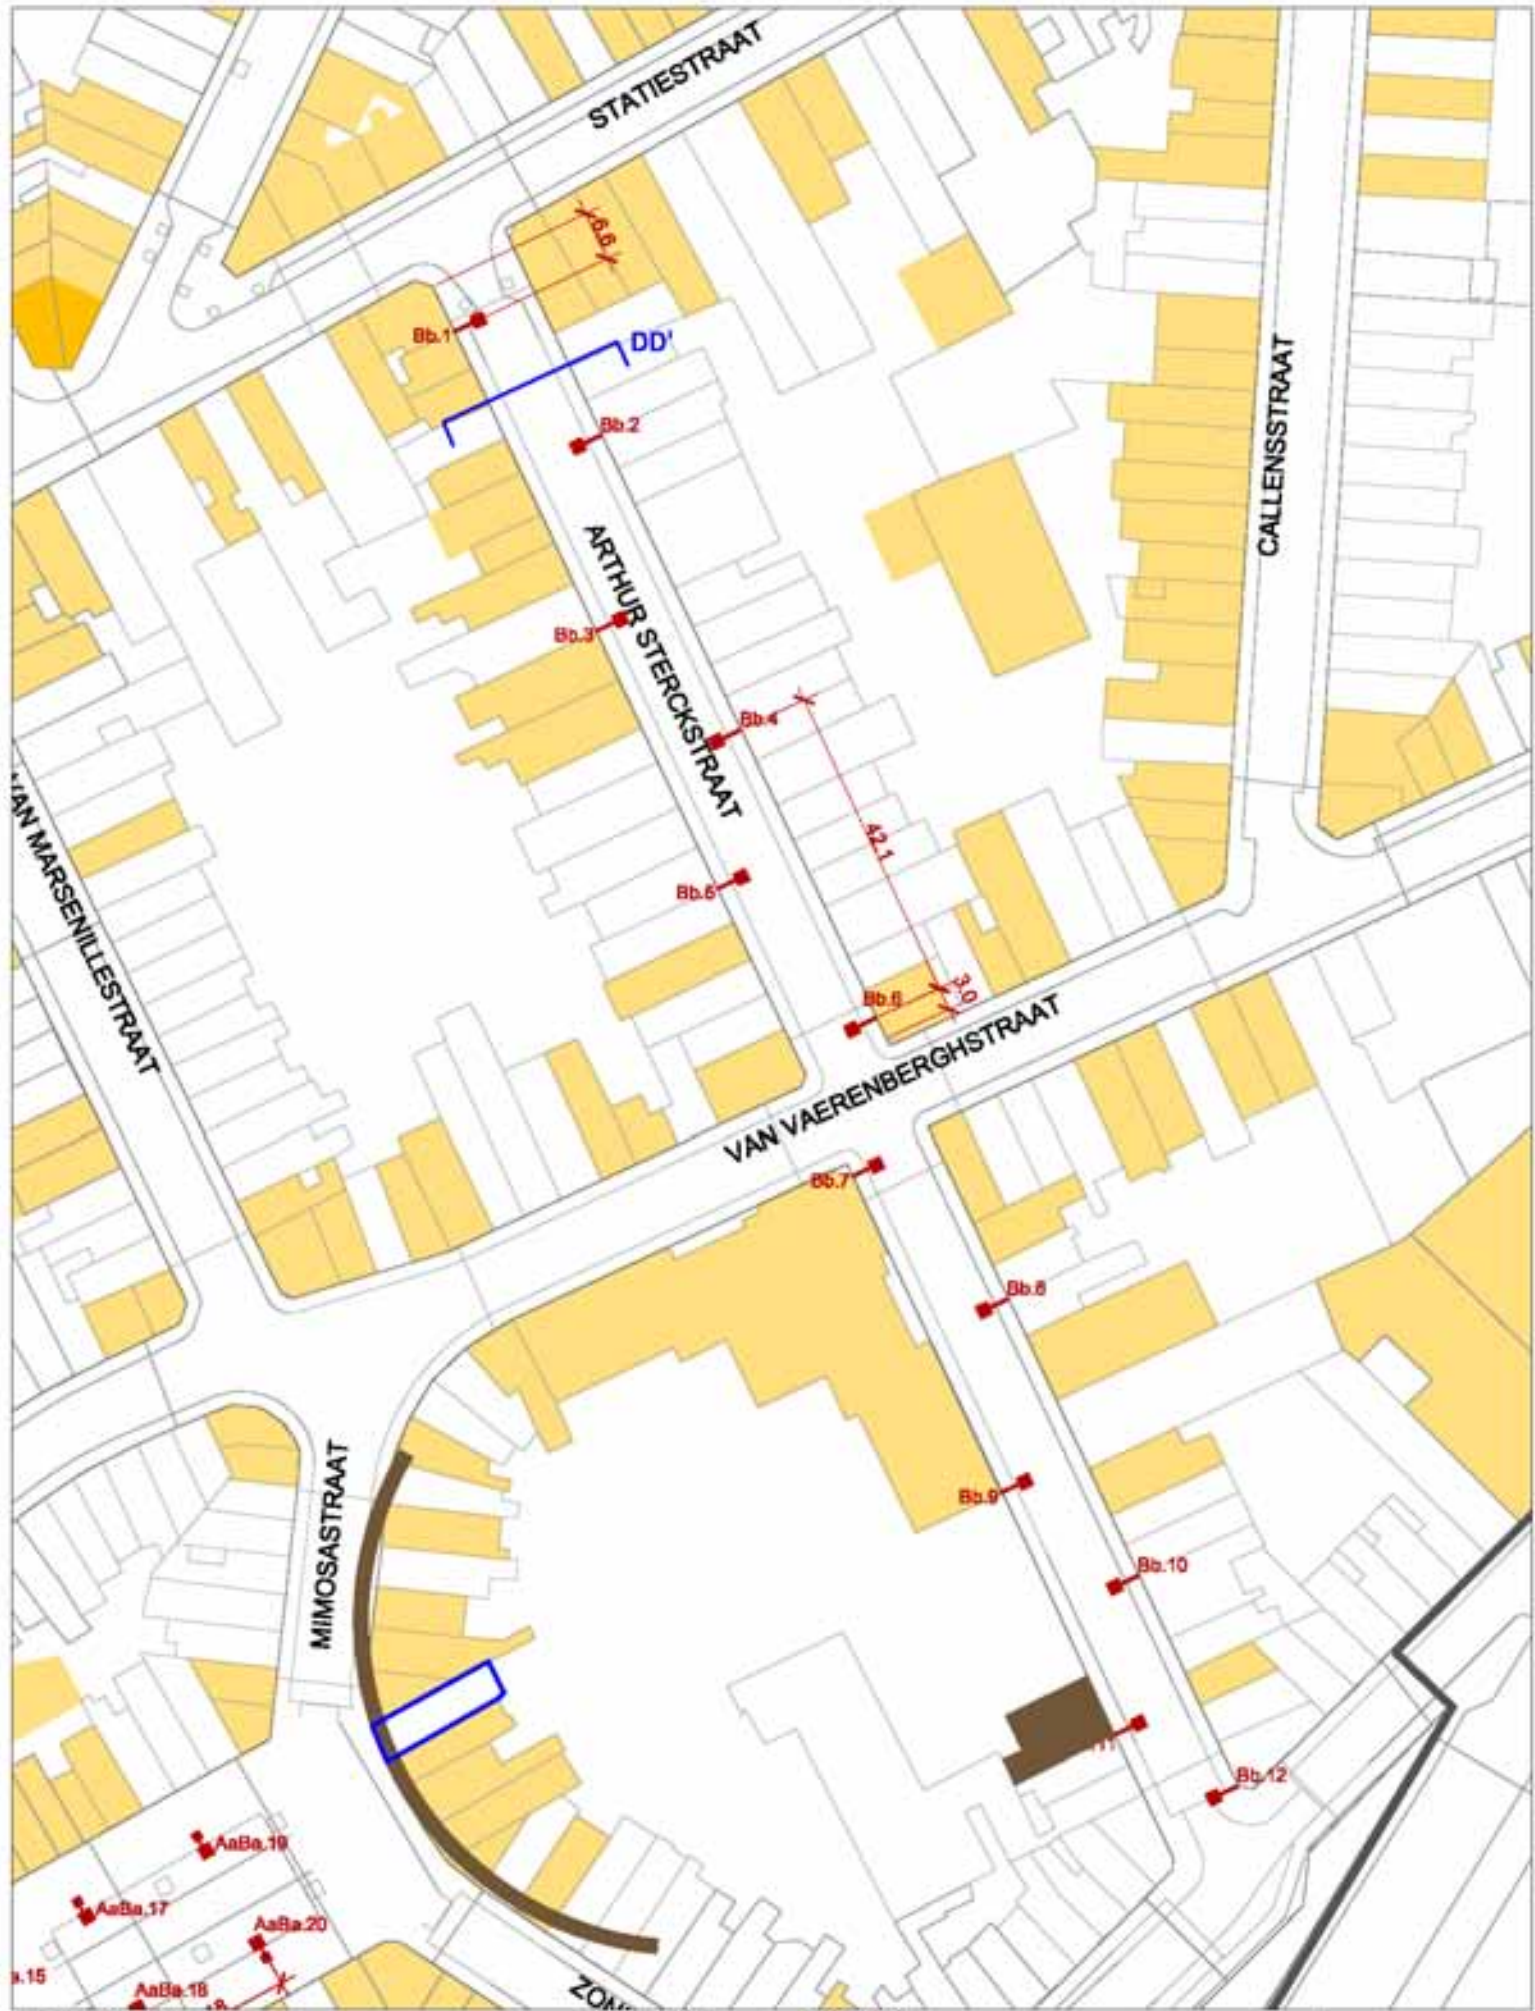 STATIESTRAAT
6.6
Bb.1
DD'
Bb.2
CALLENSSTRAAT
ARTHUR STERCKSTRAAT
Bb.3
Bb.4
42.1
VAN MARSENILLESTRAAT
Bb.5
3.0
Bb.6
VAN VAERENBERGHSTRAAT
Bb.7
Bb.8
MIMOSASTRAAT
Bb.9
Bb.10
Bb.12
AaBa.19
AaBa.17
AaBa.20
a.15
AaBa.18